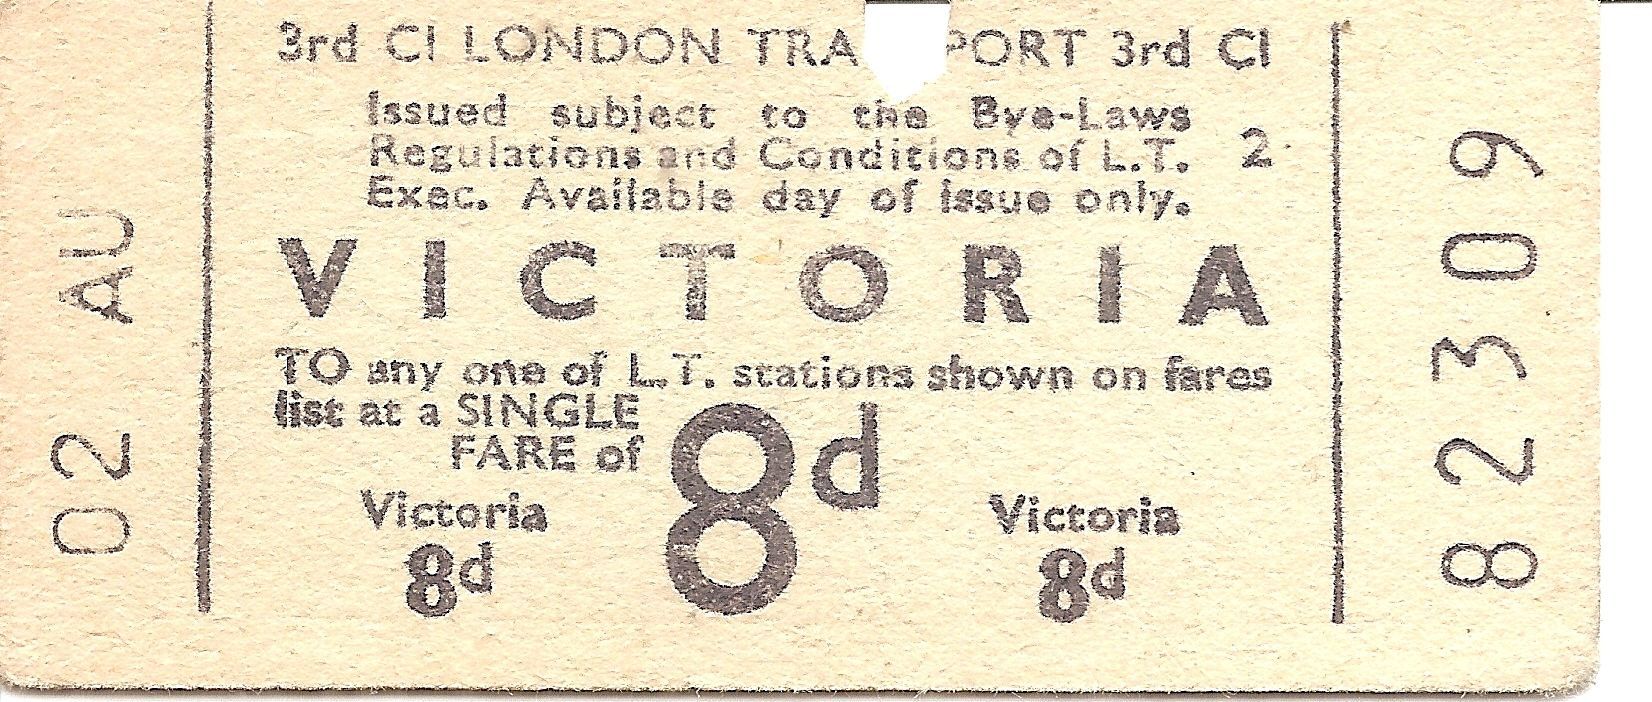 3rd Cl LONDON TRA PORT 3rd Cl
Issued subject to the Bye-Laws
Regulations and Conditions of L.T. 2
Exec. Available day of issue only.
VICTORIA
TO any one of L.T. stations shown on fares
list at a SINGLE
FARE of 8d
Victoria Victoria
8d 8d
02 AU
82309